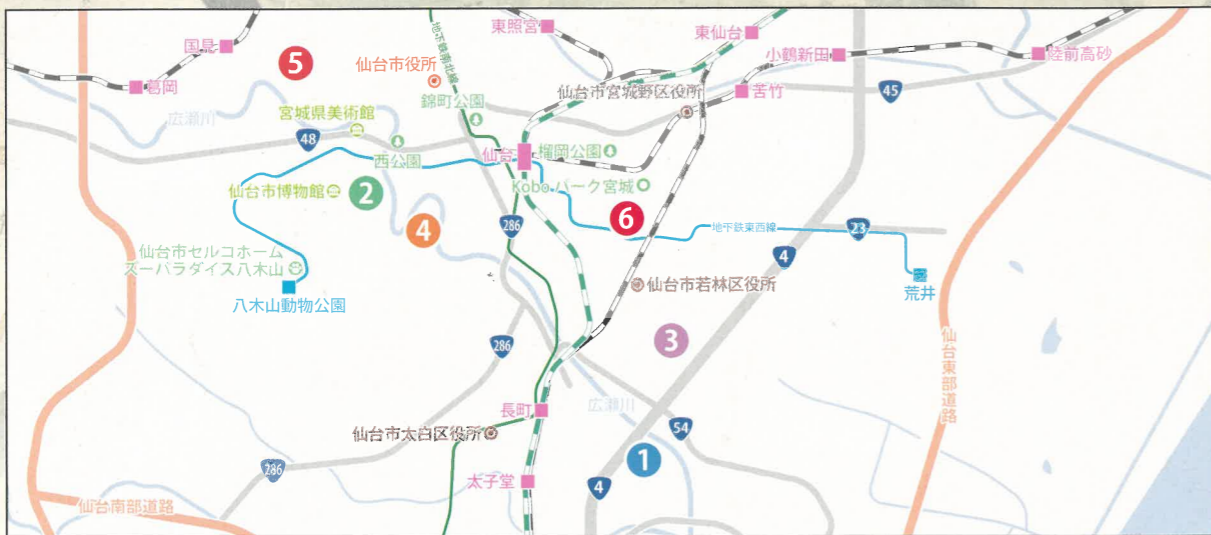 国見
葛岡
5
仙台市役所
地下鉄南北線
東照宮
東仙台
小鶴新田
陸前高砂
苦竹
45
仙台市宮城野区役所
錦町公園
広瀬川
宮城県美術館
48
西公園
仙台
榴岡公園
Kobo パーク宮城
仙台市博物館
2
4
286
6
地下鉄東西線
23
4
荒井
仙台市セルコホーム
ズーパラダイス八木山
八木山動物公園
仙台市若林区役所
3
286
仙台東部道路
長町
広瀬川
仙台市太白区役所
54
1
286
太子堂
4
仙台南部道路